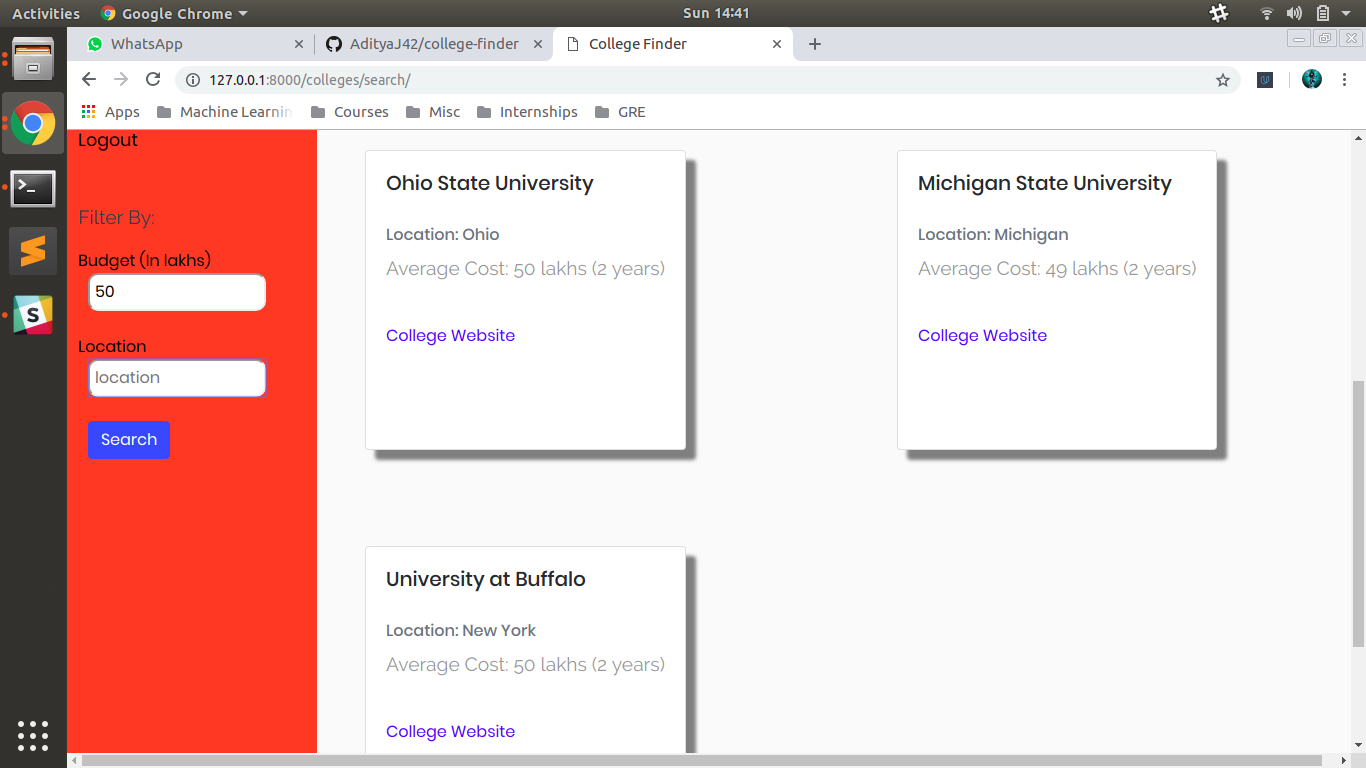 Activities Google Chrome Sun 14:41
WhatsApp AdityaJ42/college-finder College Finder
127.0.0.1:8000/colleges/search/
Apps Machine Learnin Courses Misc Internships GRE
Logout
Filter By:
Budget (In lakhs)
50
Location
location
Search
Ohio State University
Location: Ohio
Average Cost: 50 lakhs (2 years)
College Website
Michigan State University
Location: Michigan
Average Cost: 49 lakhs (2 years)
College Website
University at Buffalo
Location: New York
Average Cost: 50 lakhs (2 years)
College Website